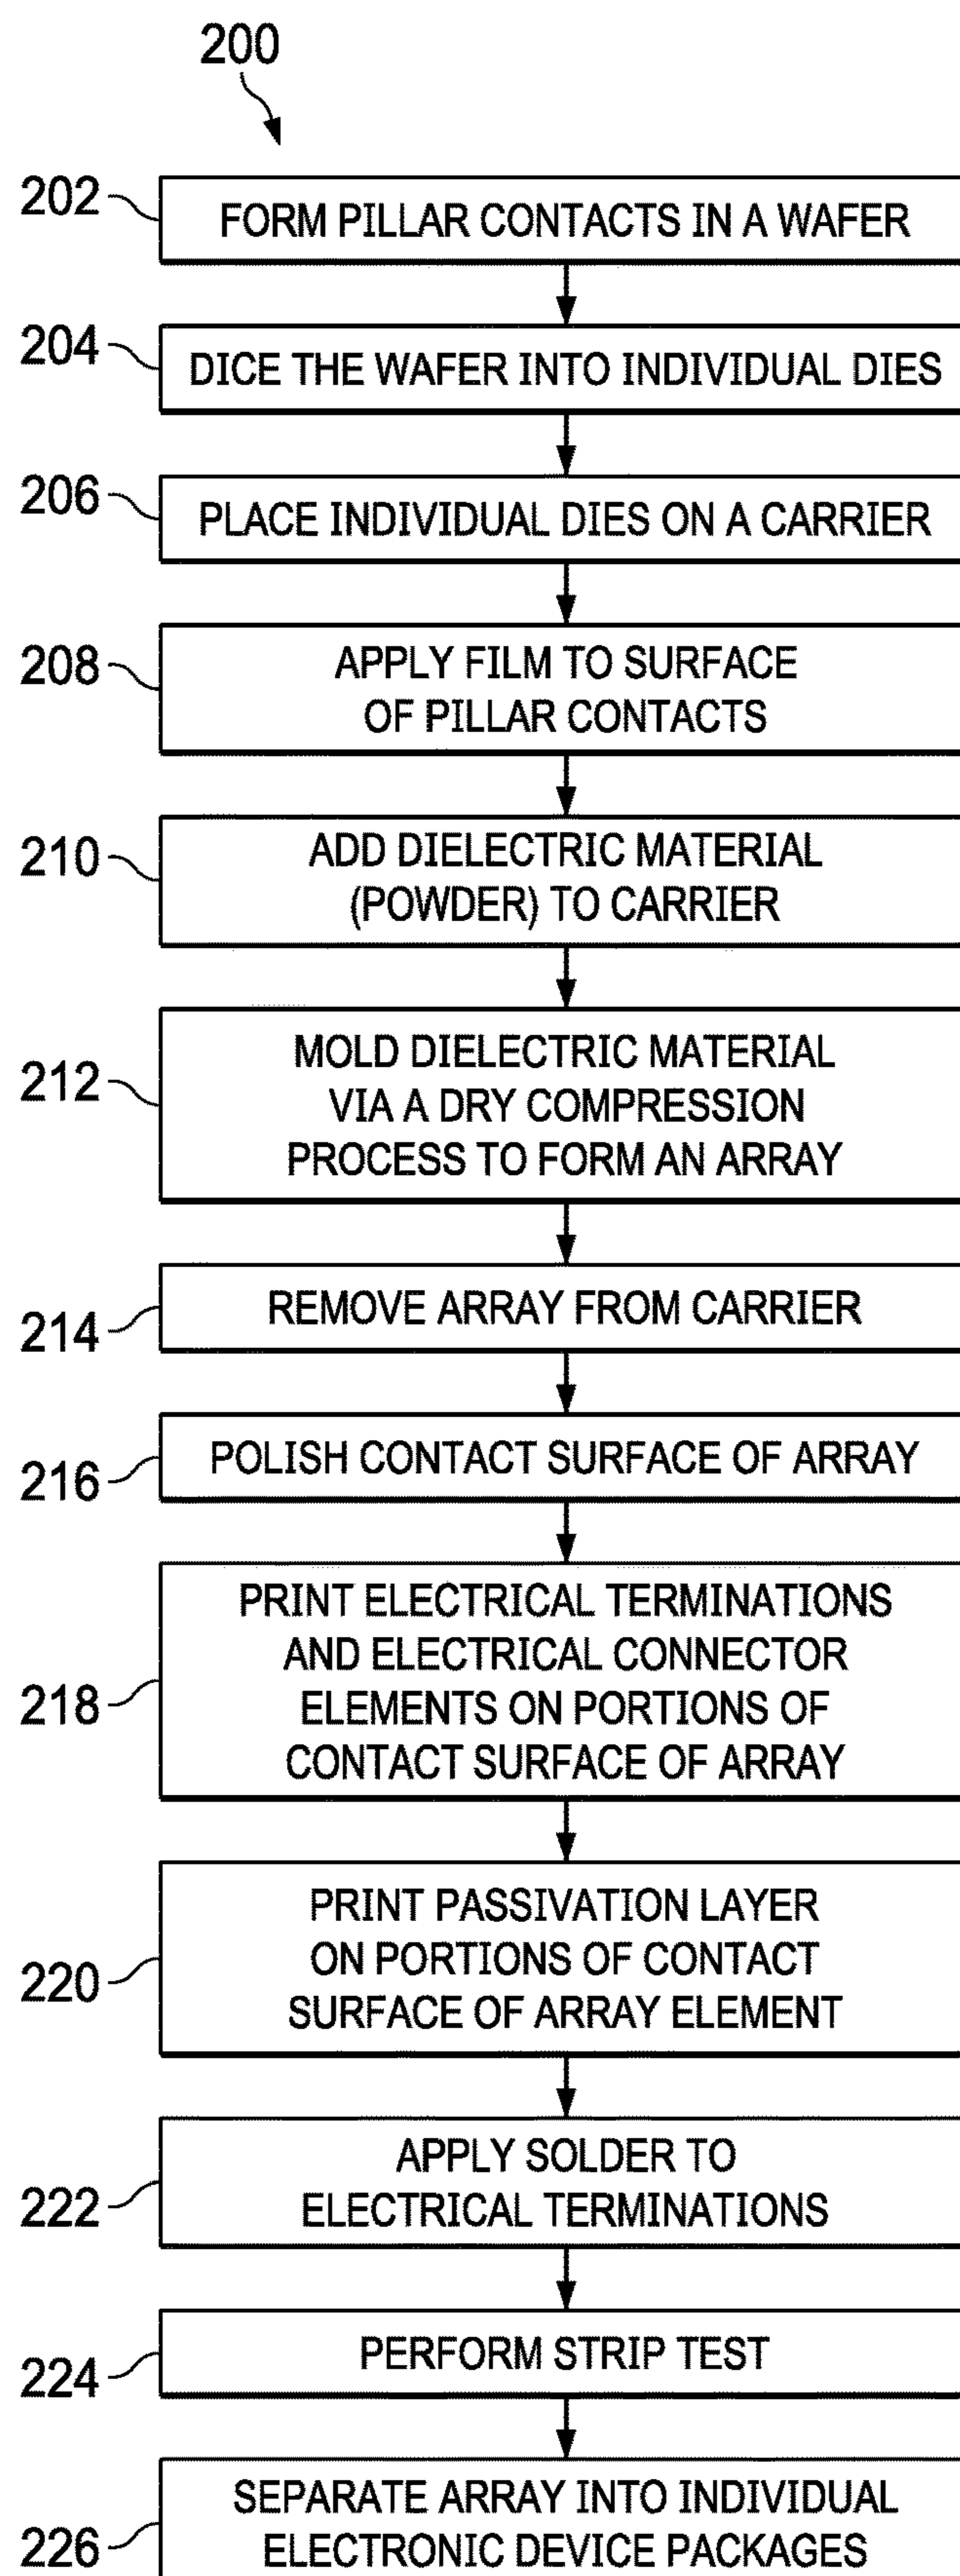 200
202
FORM PILLAR CONTACTS IN A WAFER
204
DICE THE WAFER INTO INDIVIDUAL DIES
206
PLACE INDIVIDUAL DIES ON A CARRIER
208
APPLY FILM TO SURFACE
OF PILLAR CONTACTS
210
ADD DIELECTRIC MATERIAL
(POWDER) TO CARRIER
212
MOLD DIELECTRIC MATERIAL
VIA A DRY COMPRESSION
PROCESS TO FORM AN ARRAY
214
REMOVE ARRAY FROM CARRIER
216
POLISH CONTACT SURFACE OF ARRAY
218
PRINT ELECTRICAL TERMINATIONS
AND ELECTRICAL CONNECTOR
ELEMENTS ON PORTIONS OF
CONTACT SURFACE OF ARRAY
220
PRINT PASSIVATION LAYER
ON PORTIONS OF CONTACT
SURFACE OF ARRAY ELEMENT
222
APPLY SOLDER TO
ELECTRICAL TERMINATIONS
224
PERFORM STRIP TEST
226
SEPARATE ARRAY INTO INDIVIDUAL
ELECTRONIC DEVICE PACKAGES